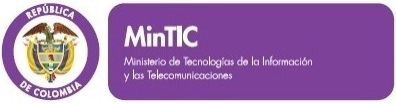 REPÚBLICA
DE COLOMBIA
MinTIC
Ministerio de Tecnologías de la Información
y las Telecomunicaciones